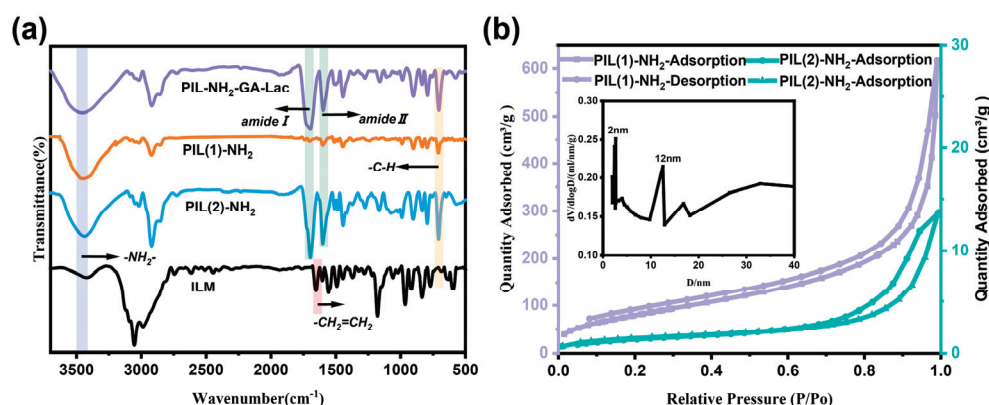 (a)
Transmittance(%)
PIL-NH₂-GA-Lac
amide Ⅰ
amide Ⅱ
PIL(1)-NH₂
-C-H
PIL(2)-NH₂
-NH₂-
ILM
-CH₂=CH₂
3500 3000 2500 2000 1500 1000 500
Wavenumber(cm⁻¹)
(b)
PIL(1)-NH₂-Adsorption PIL(2)-NH₂-Adsorption
PIL(1)-NH₂-Desorption PIL(2)-NH₂-Adsorption
Quantity Adsorbed (cm³/g)
600
500
400
300
200
100
0
dV/dlogD/(ml/nm/g)
0.30
0.25
0.20
0.15
0.10
2nm
12nm
0 10 20 30 40
D/nm
0.0 0.2 0.4 0.6 0.8 1.0
Relative Pressure (P/Po)
30
20
10
0
Quantity Adsorbed (cm³/g)